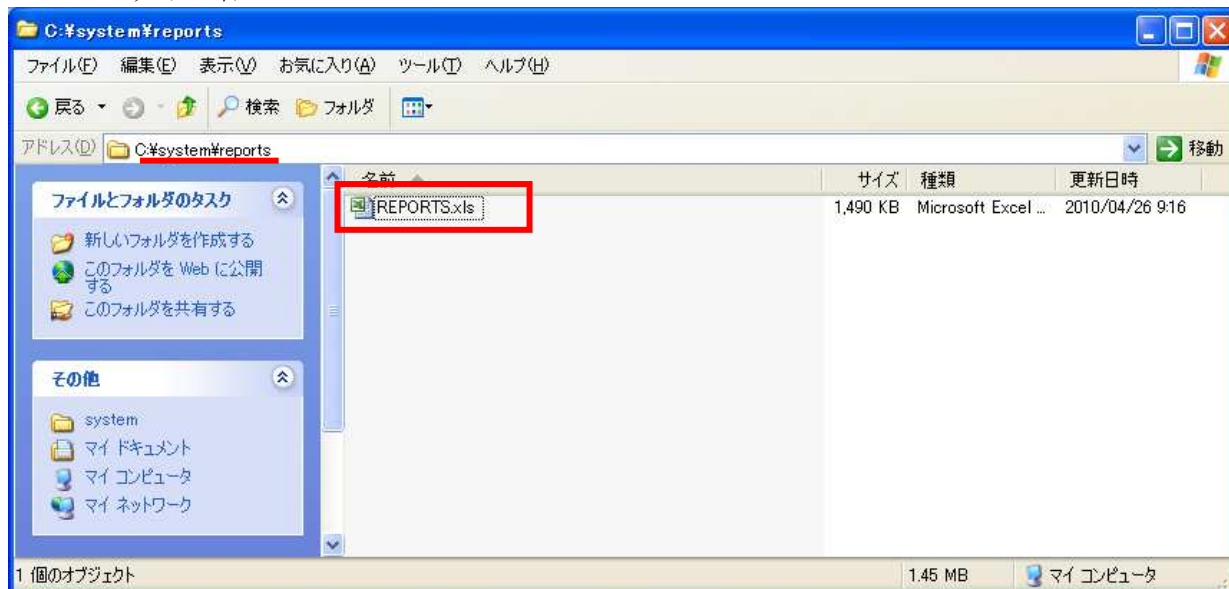 C:¥system¥reports
ファイル(F) 編集(E) 表示(V) お気に入り(A) ツール(T) ヘルプ(H)
戻る 検索 フォルダ
アドレス(D) C:¥system¥reports 移動
名前 サイズ 種類 更新日時
REPORTS.xls 1,490 KB Microsoft Excel ... 2010/04/26 9:16
ファイルとフォルダのタスク
新しいフォルダを作成する
このフォルダを Web に公開
する
このフォルダを共有する
その他
system
マイ ドキュメント
マイ コンピュータ
マイ ネットワーク
1 個のオブジェクト 1.45 MB マイ コンピュータ